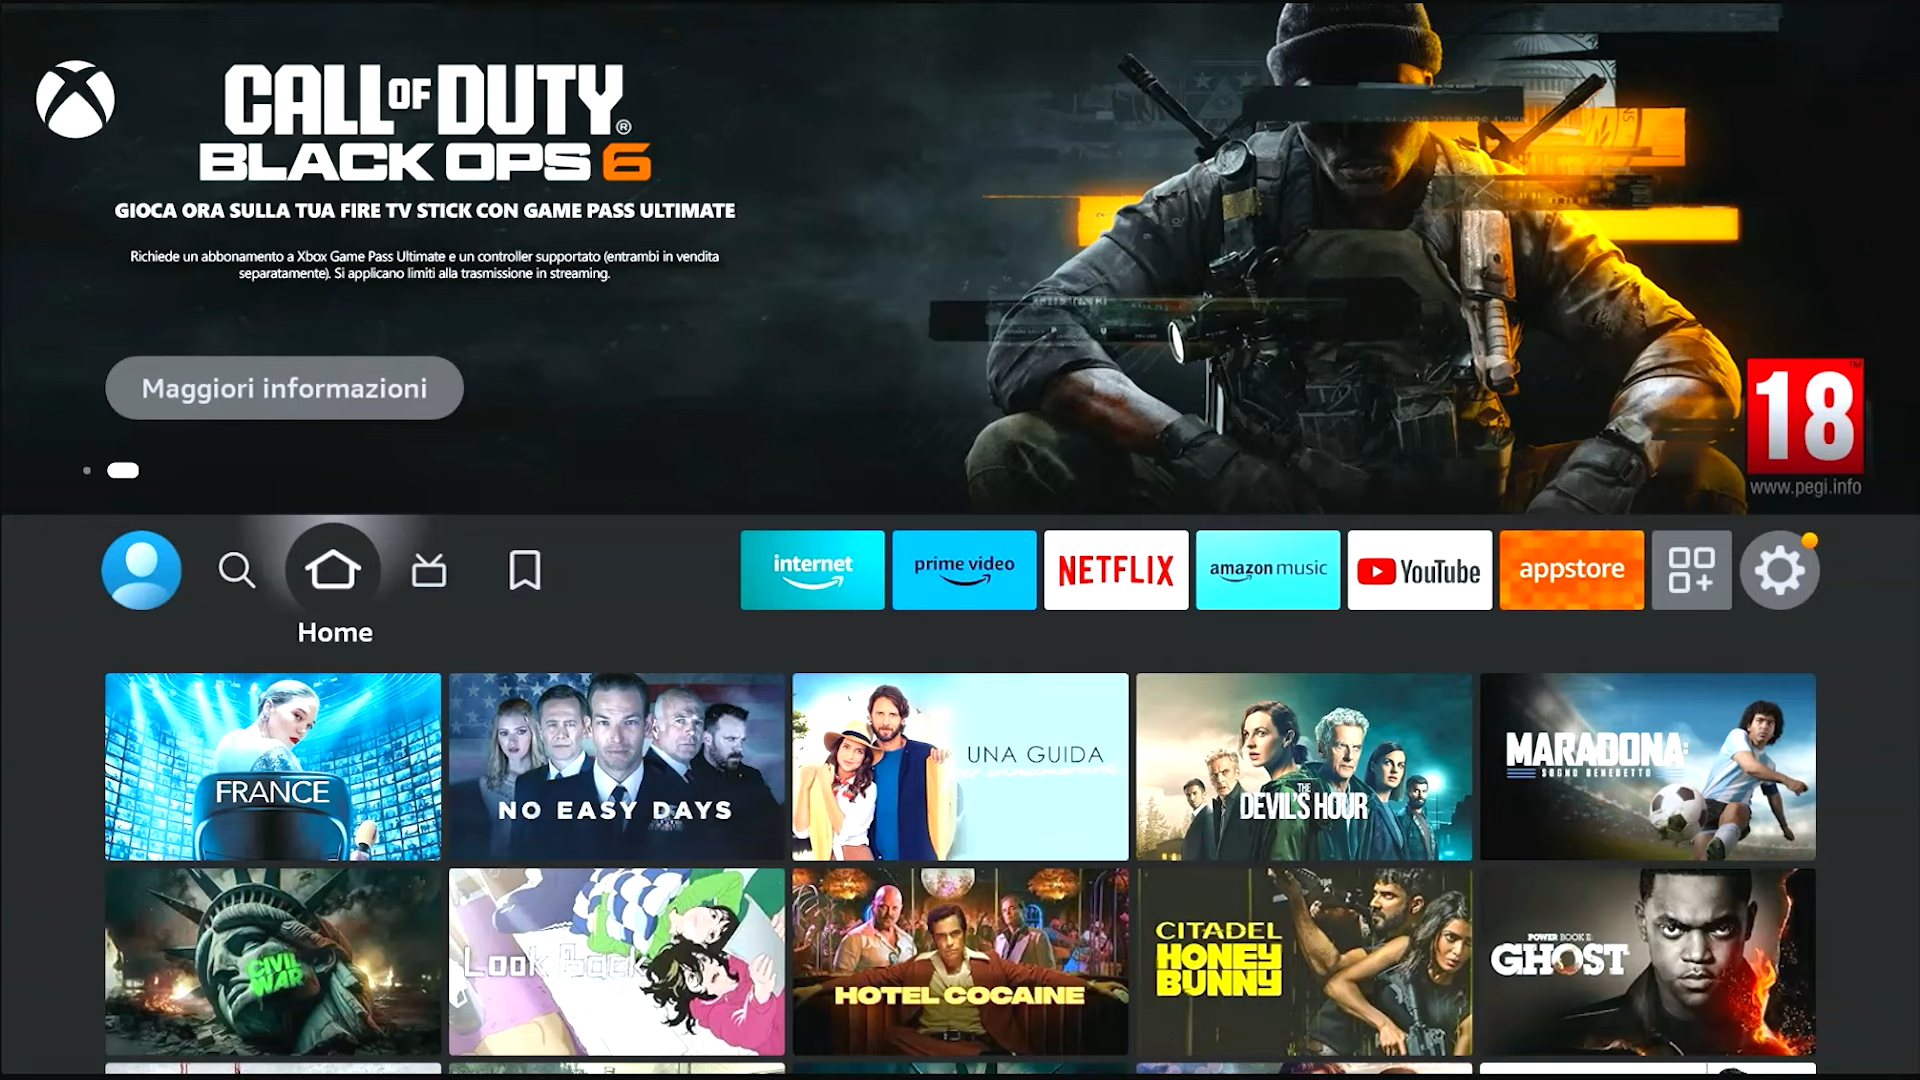 CALL OF DUTY®
BLACK OPS 6
GIOCA ORA SULLA TUA FIRE TV STICK CON GAME PASS ULTIMATE
Richiede un abbonamento a Xbox Game Pass Ultimate e un controller supportato (entrambi in vendita
separatamente). Si applicano limiti alla trasmissione in streaming.
Maggiori informazioni
18
www.pegi.info
Home
internet
prime video
NETFLIX
amazon music
YouTube
appstore
FRANCE
NO EASY DAYS
UNA GUIDA
THE
DEVIL'S HOUR
MARADONA:
SOGNO BENEDETTO
CIVIL
WAR
Look Back
HOTEL COCAINE
CITADEL
HONEY
BUNNY
POWER BOOK II:
GHOST